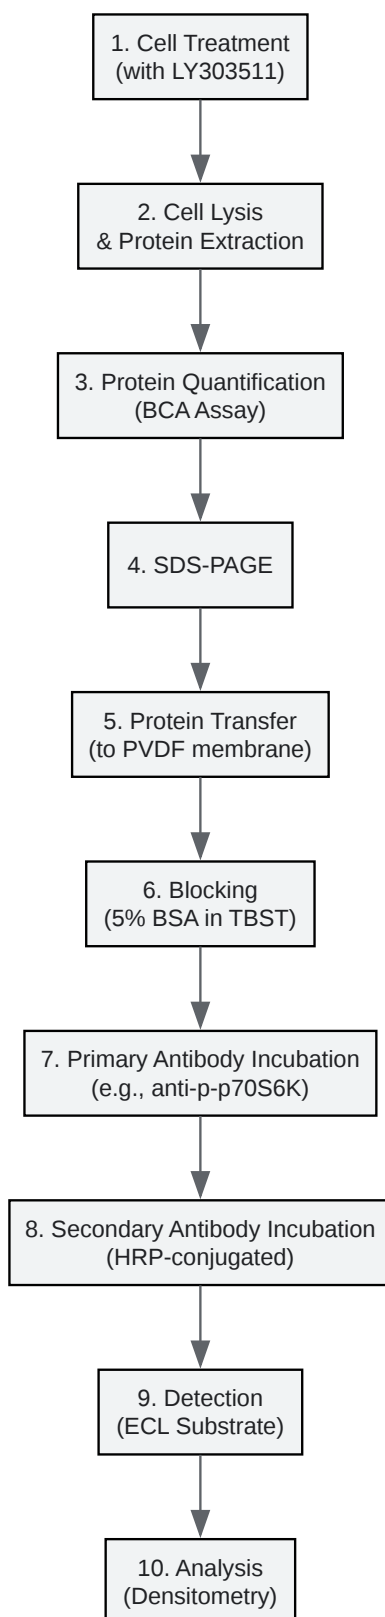 1. Cell Treatment
(with LY303511)
2. Cell Lysis
& Protein Extraction
3. Protein Quantification
(BCA Assay)
4. SDS-PAGE
5. Protein Transfer
(to PVDF membrane)
6. Blocking
(5% BSA in TBST)
7. Primary Antibody Incubation
(e.g., anti-p-p70S6K)
8. Secondary Antibody Incubation
(HRP-conjugated)
9. Detection
(ECL Substrate)
10. Analysis
(Densitometry)